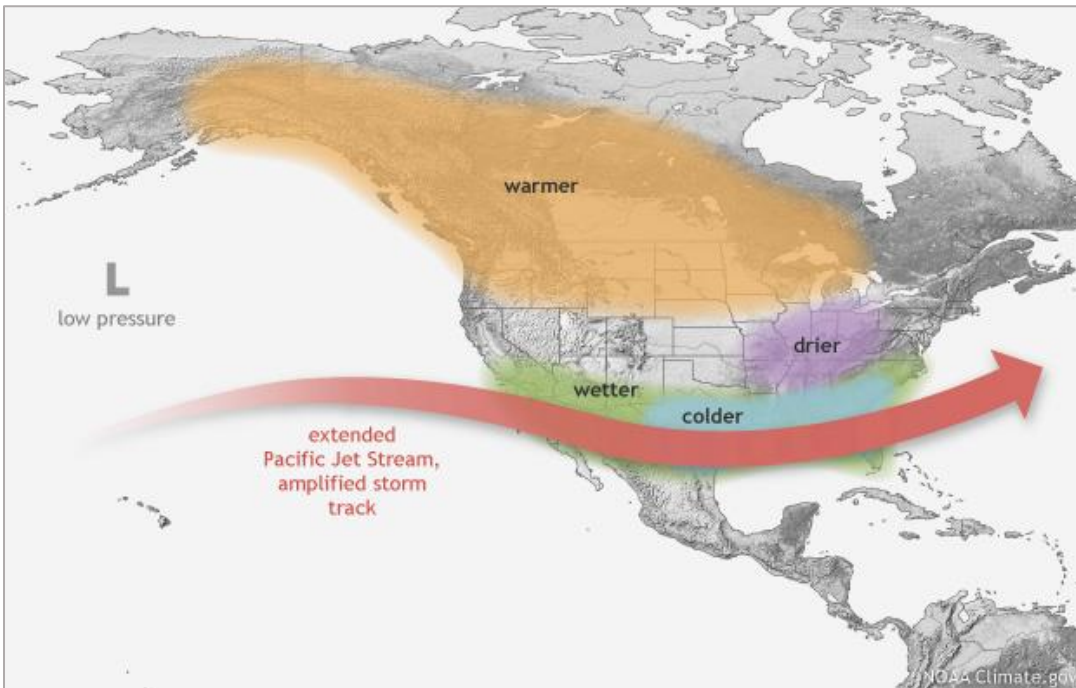 warmer
L
low pressure
drier
wetter
colder
extended
Pacific Jet Stream,
amplified storm
track
NOAA Climate.gov